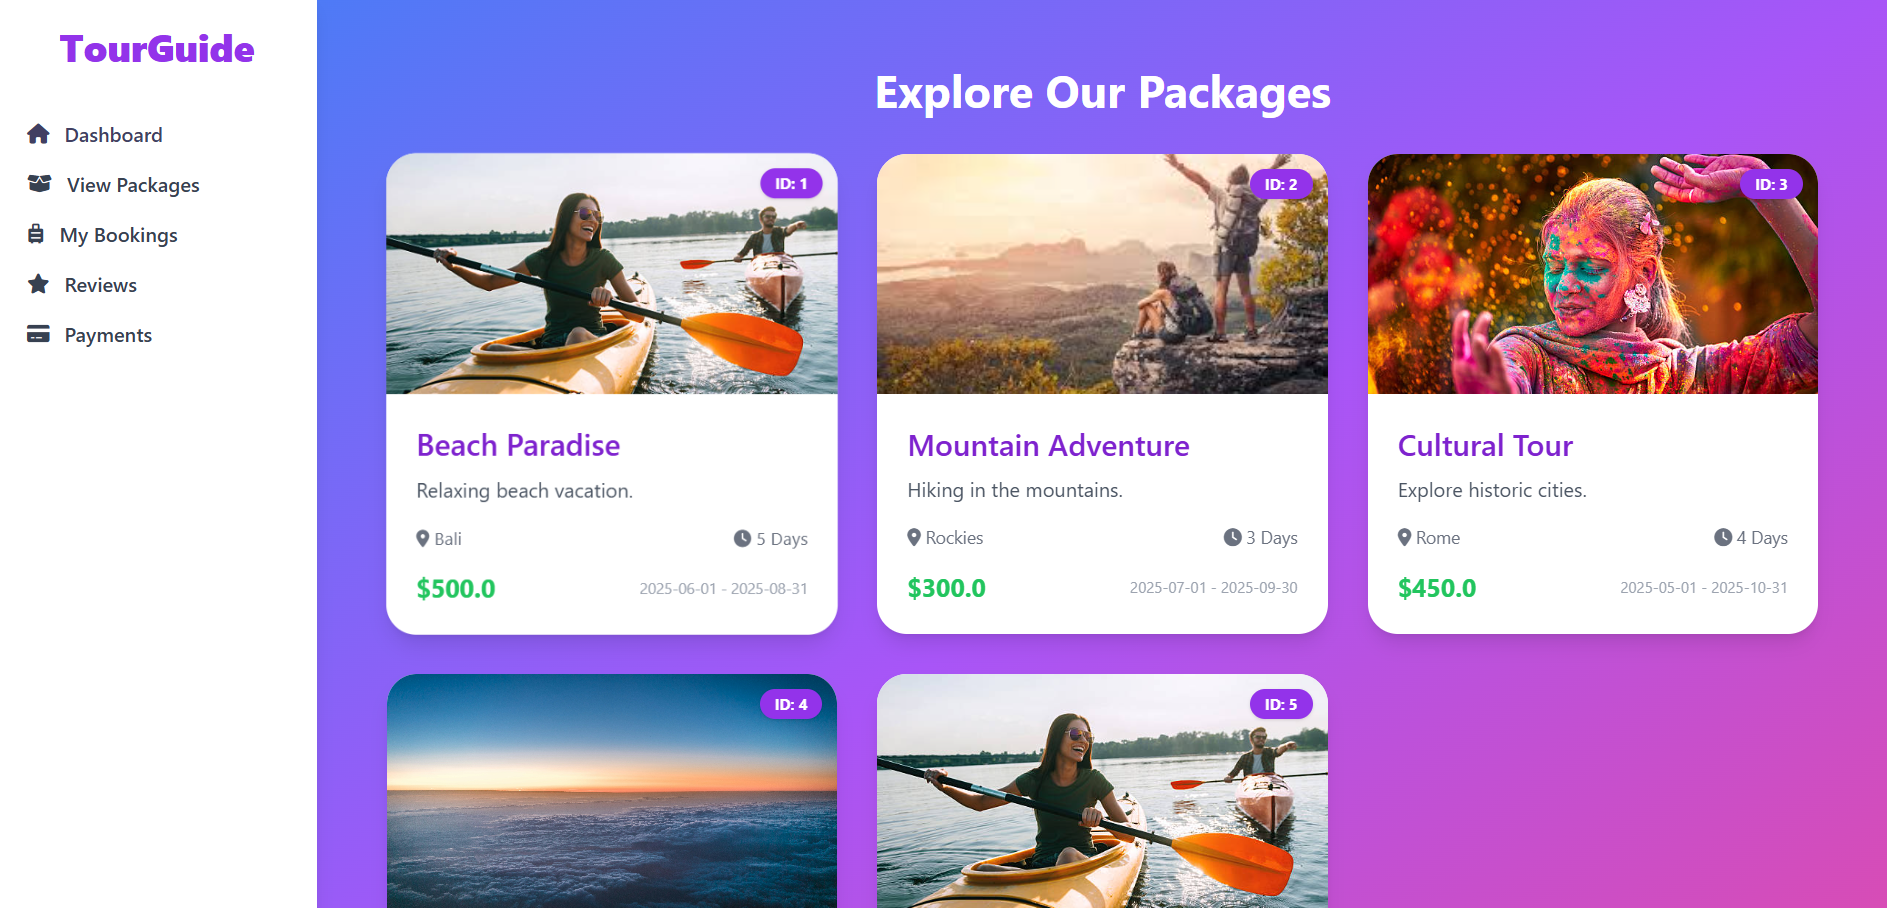 TourGuide
Dashboard
View Packages
My Bookings
Reviews
Payments
Explore Our Packages
ID: 1
Beach Paradise
Relaxing beach vacation.
Bali 5 Days
$500.0 2025-06-01 - 2025-08-31
ID: 2
Mountain Adventure
Hiking in the mountains.
Rockies 3 Days
$300.0 2025-07-01 - 2025-09-30
ID: 3
Cultural Tour
Explore historic cities.
Rome 4 Days
$450.0 2025-05-01 - 2025-10-31
ID: 4
ID: 5